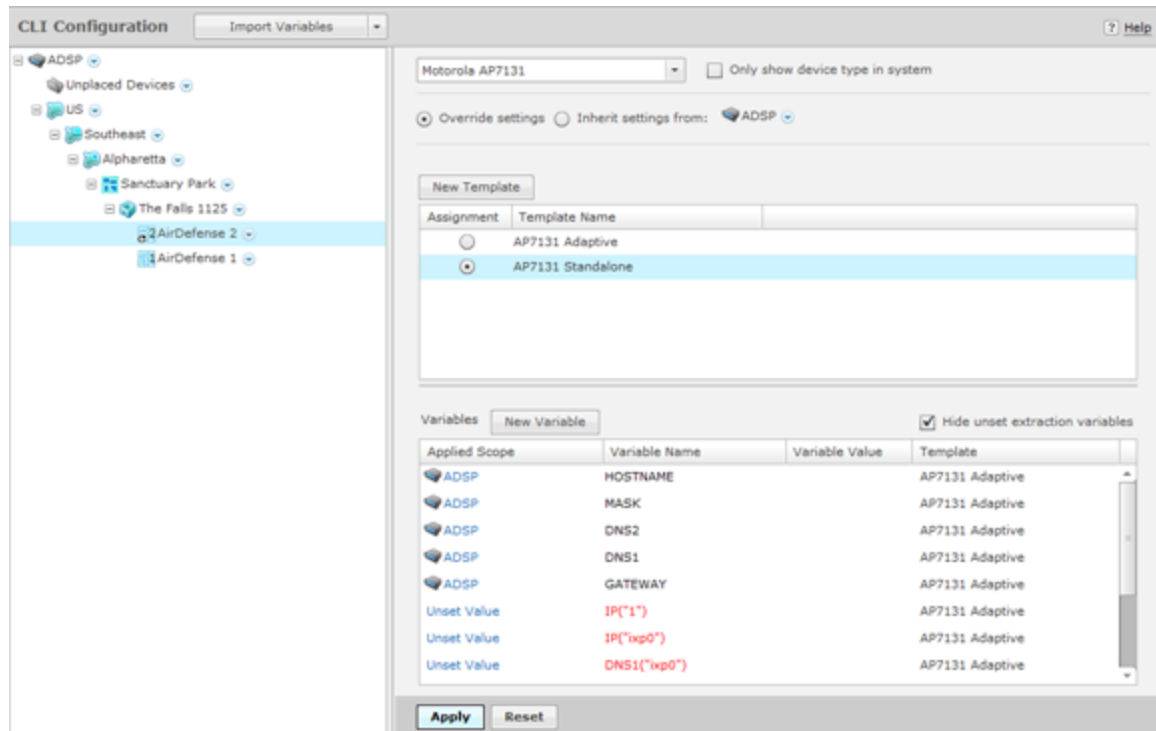 CLI Configuration Import Variables ? Help
ADSP
Unplaced Devices
US
Southeast
Alpharetta
Sanctuary Park
The Falls 1125
2 AirDefense 2
1 AirDefense 1
Motorola AP7131 Only show device type in system
Override settings Inherit settings from: ADSP
New Template
Assignment Template Name
AP7131 Adaptive
AP7131 Standalone
Variables New Variable Hide unset extraction variables
Applied Scope Variable Name Variable Value Template
ADSP HOSTNAME AP7131 Adaptive
ADSP MASK AP7131 Adaptive
ADSP DNS2 AP7131 Adaptive
ADSP DNS1 AP7131 Adaptive
ADSP GATEWAY AP7131 Adaptive
Unset Value IP("1") AP7131 Adaptive
Unset Value IP("ixp0") AP7131 Adaptive
Unset Value DNS1("ixp0") AP7131 Adaptive
Apply Reset